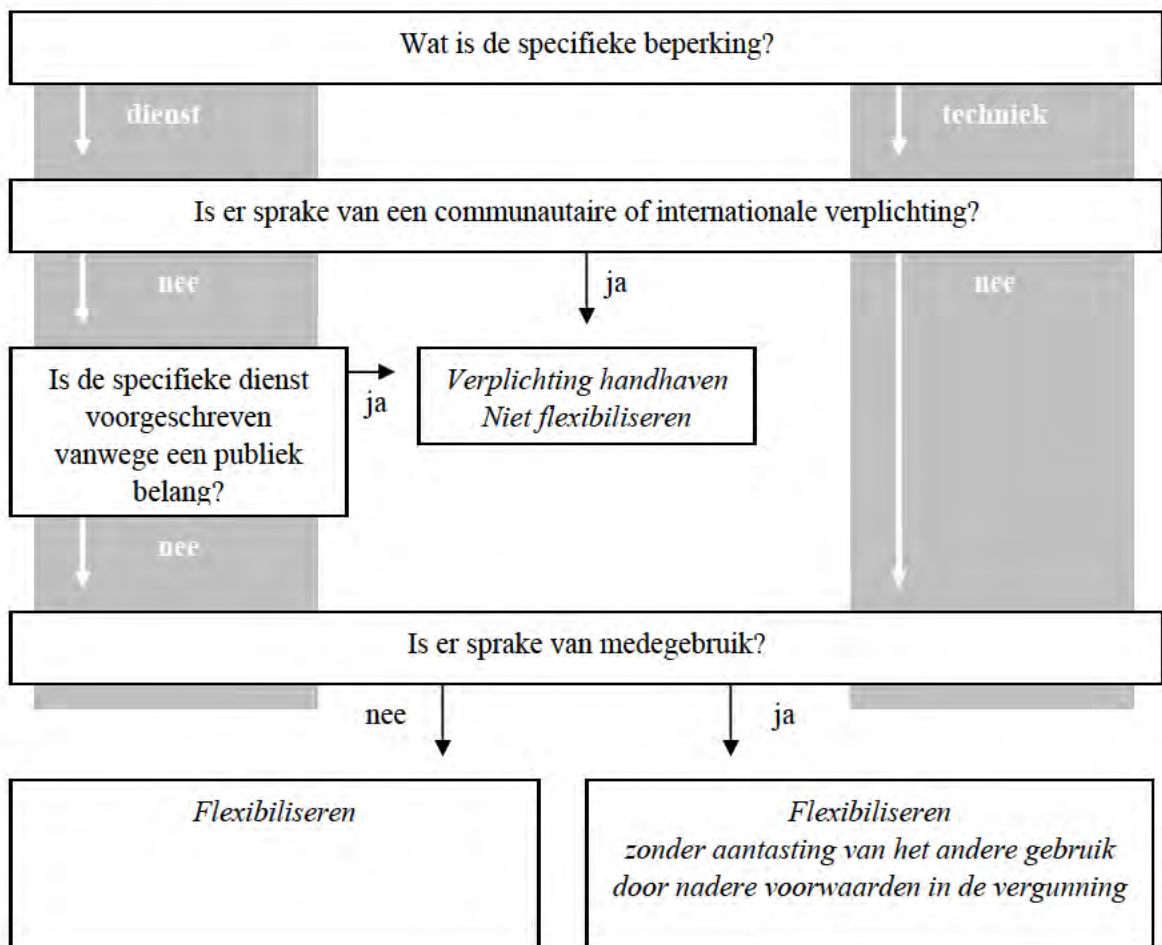 Wat is de specifieke beperking?
dienst
techniek
Is er sprake van een communautaire of internationale verplichting?
nee
ja
nee
Is de specifieke dienst
voorgeschreven
vanwege een publiek
belang?
ja
Verplichting handhaven
Niet flexibiliseren
nee
Is er sprake van medegebruik?
nee
ja
Flexibiliseren
Flexibiliseren
zonder aantasting van het andere gebruik
door nadere voorwaarden in de vergunning